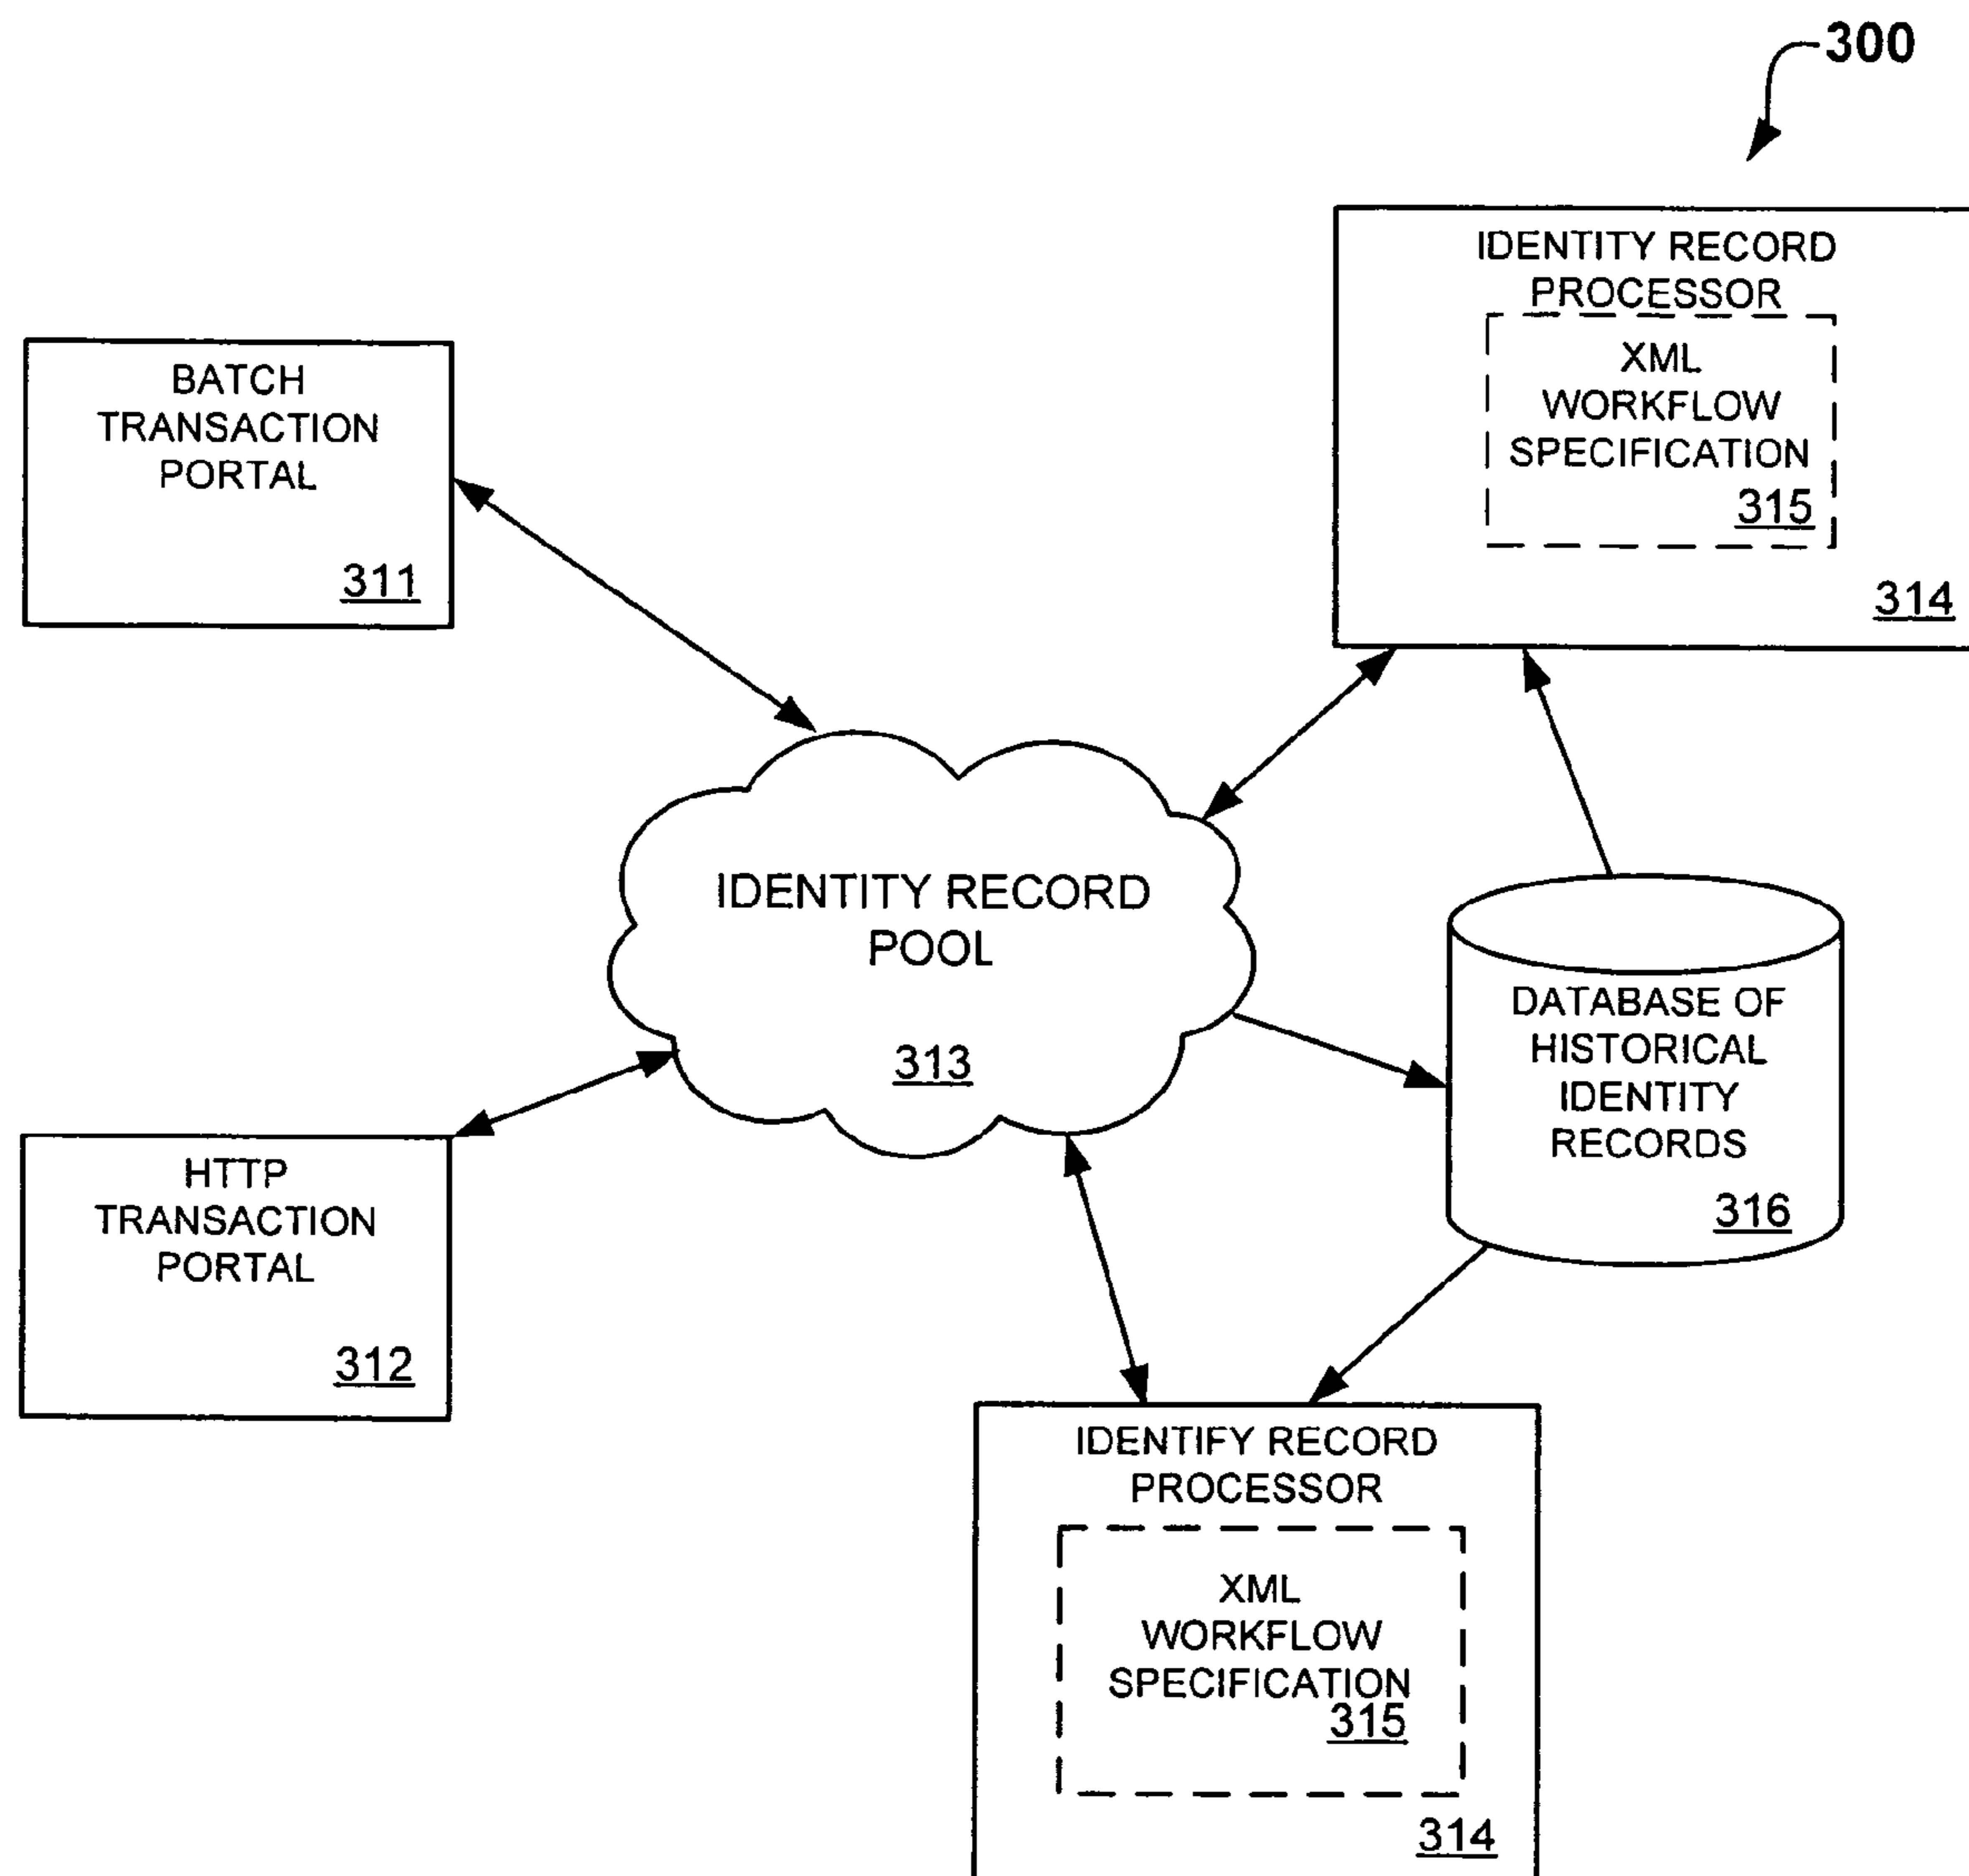 300
IDENTITY RECORD
PROCESSOR
XML
WORKFLOW
SPECIFICATION
315
314
BATCH
TRANSACTION
PORTAL
311
IDENTITY RECORD
POOL
313
DATABASE OF
HISTORICAL
IDENTITY
RECORDS
316
HTTP
TRANSACTION
PORTAL
312
IDENTIFY RECORD
PROCESSOR
XML
WORKFLOW
SPECIFICATION
315
314